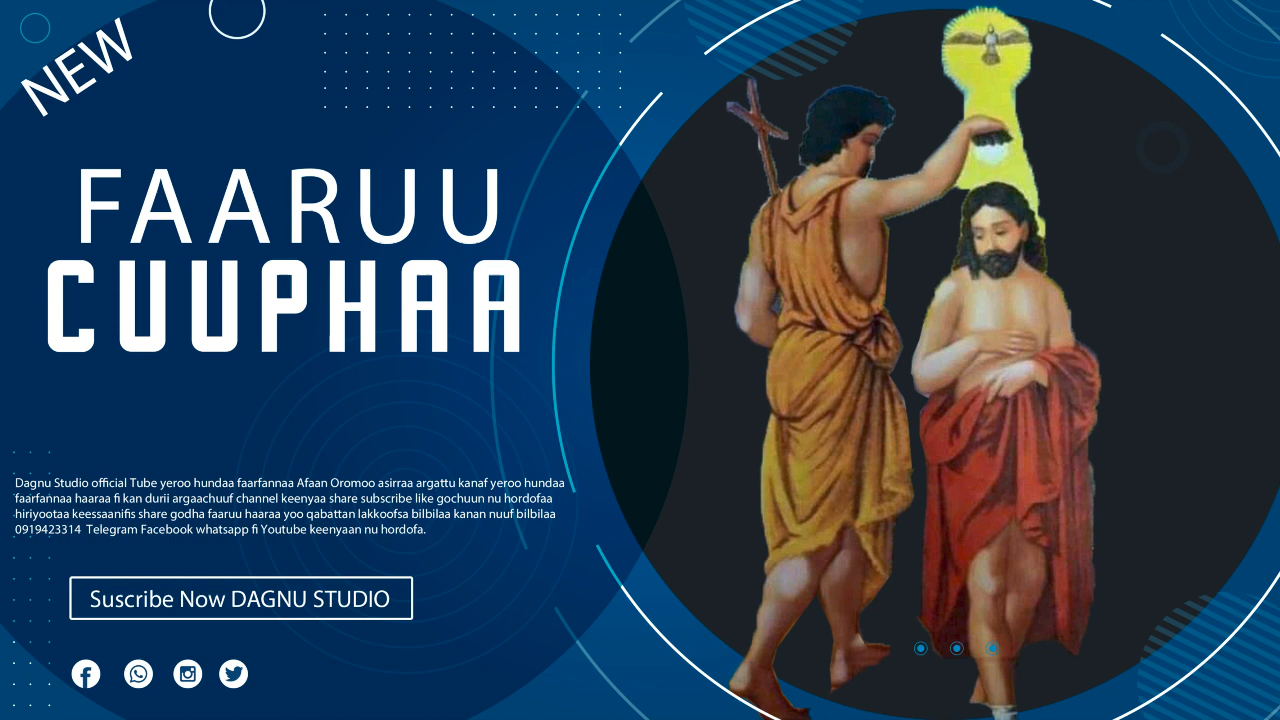 NEW
FAARUU
CUUPHAA
Dagnu Studio official Tube yeroo hundaa faarfannaa Afaan Oromoo asirraa argattu kanaf yeroo hundaa
faarfannaa haaraa fi kan durii argaachuuf channel keenyaa share subscribe like gochuun nu hordofaa
hiriyootaa keessaanifis share godha faaruu haaraa yoo qabattan lakkoofsa bilbilaa kanan nuuf bilbilaa
0919423314 Telegram Facebook whatsapp fi Youtube keenyaan nu hordofa.
Suscribe Now DAGNU STUDIO